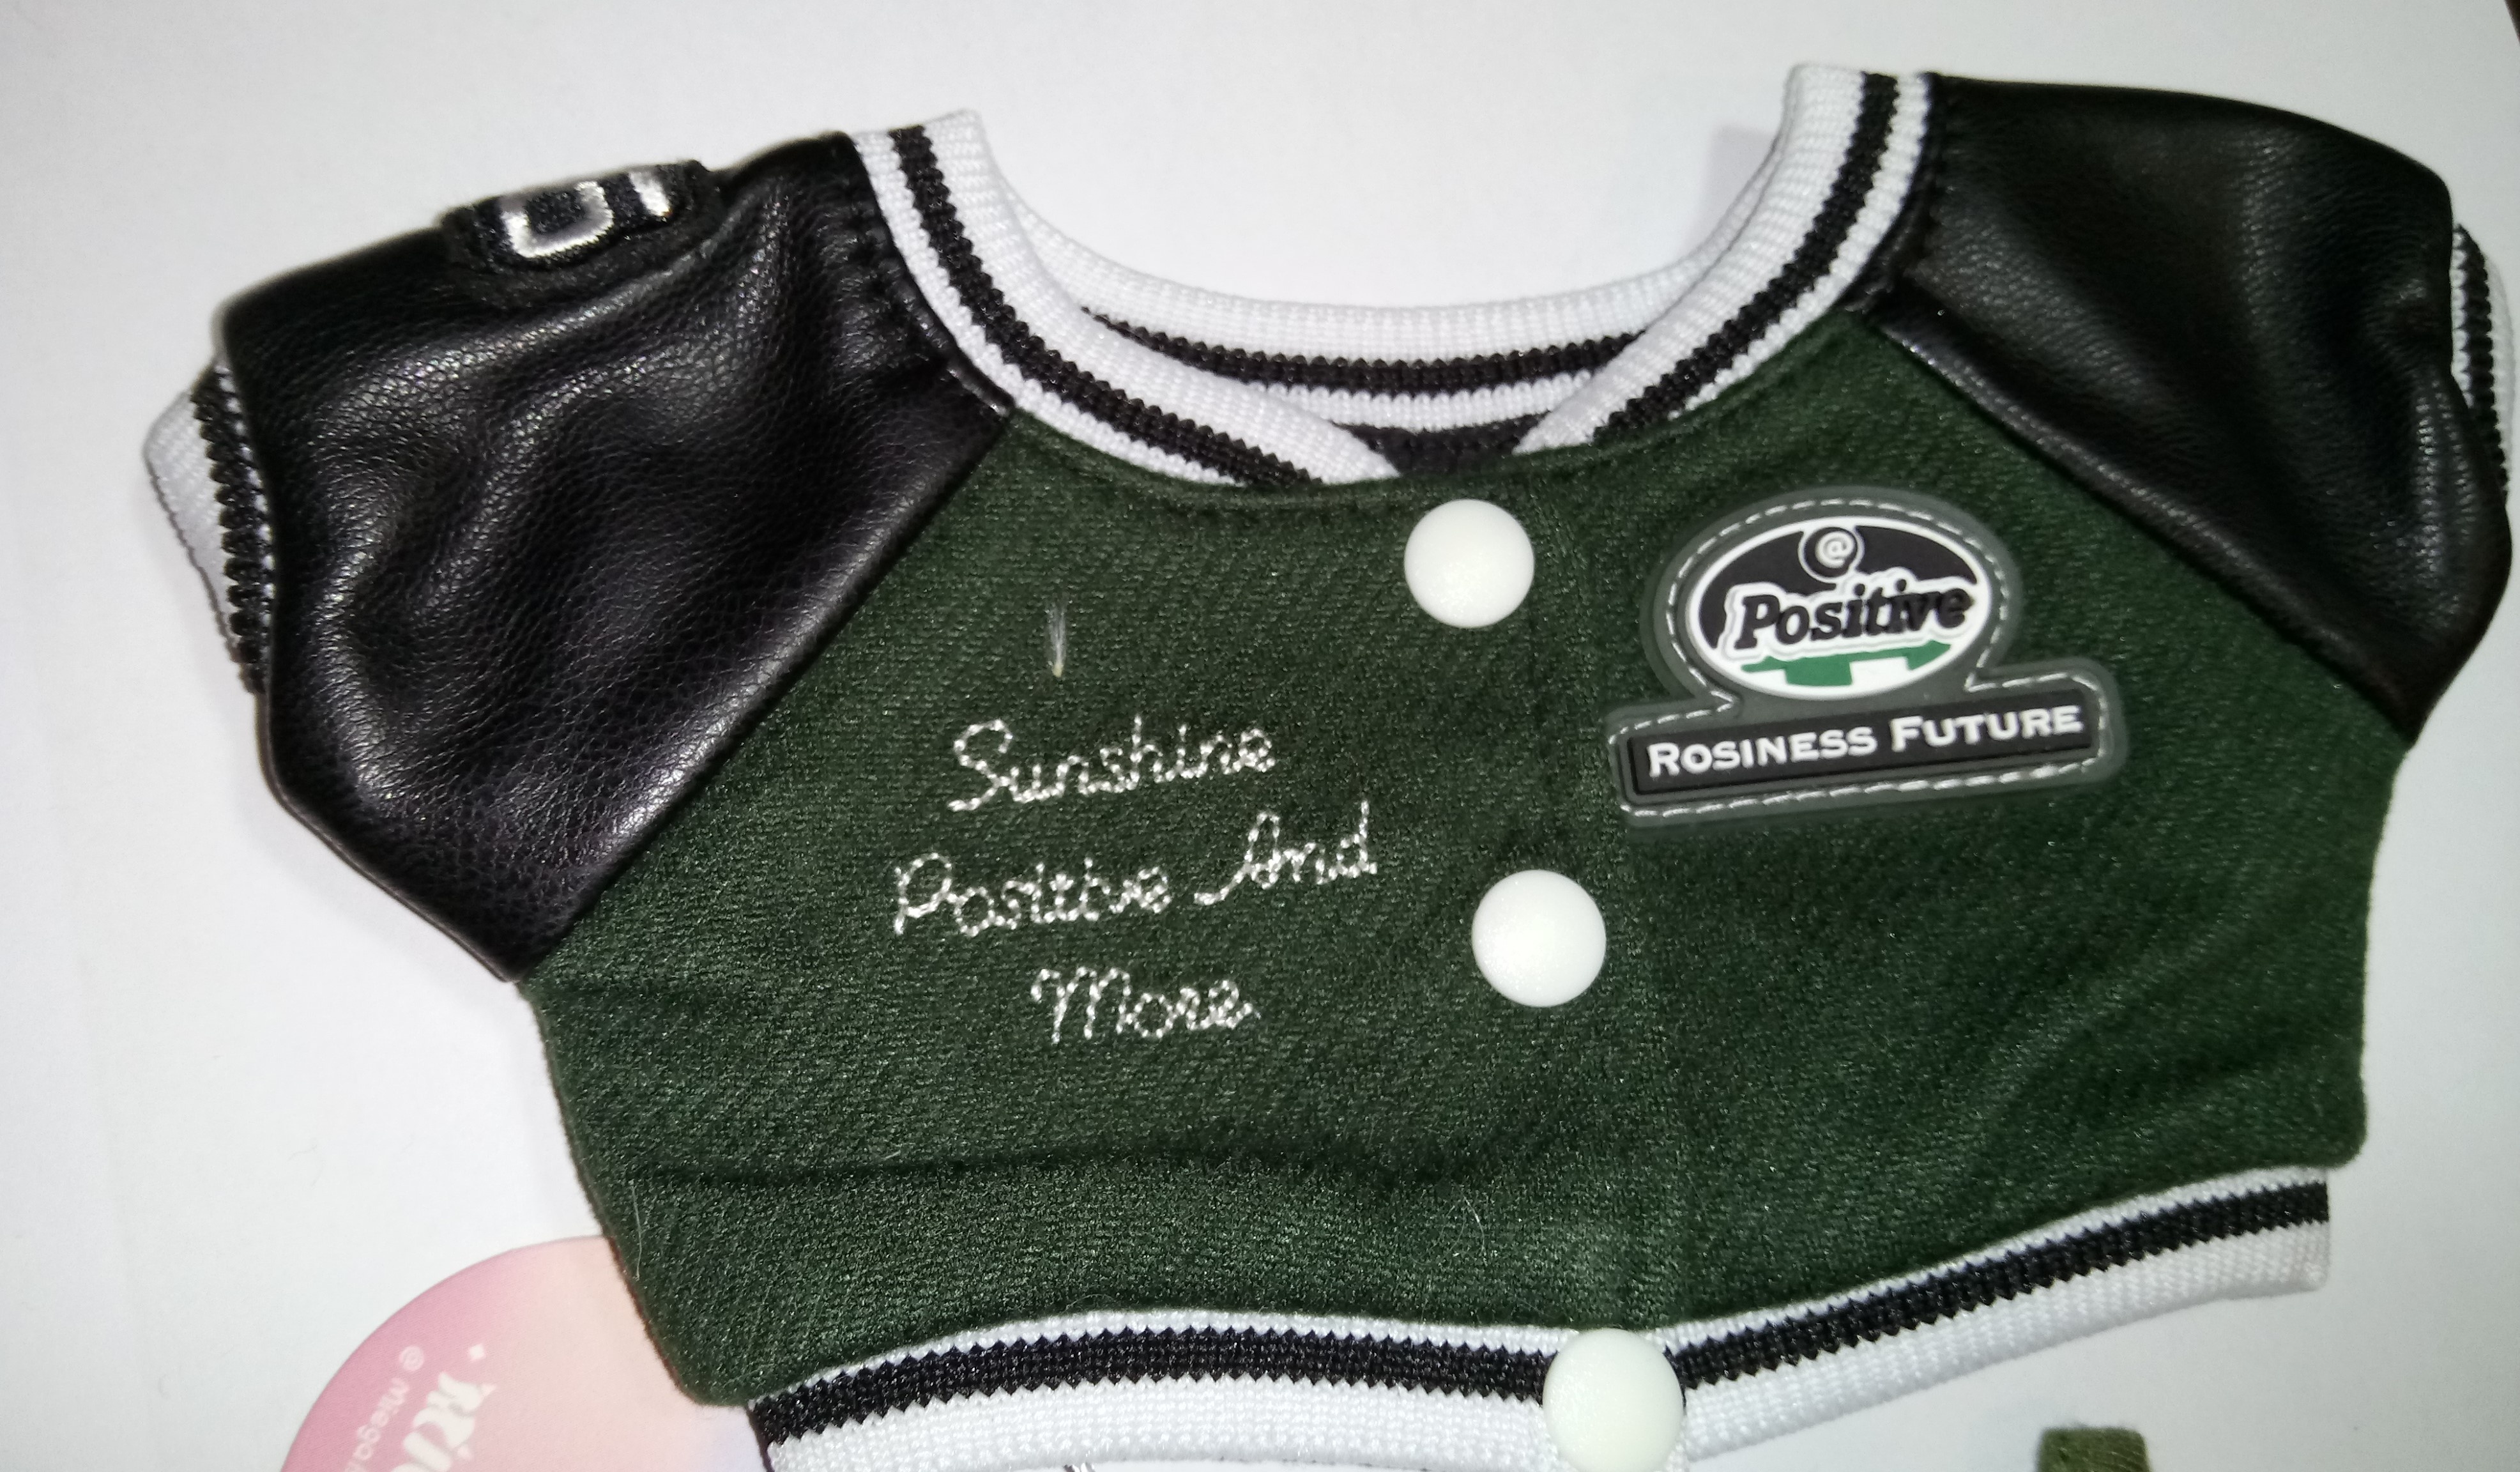 @
Positive
ROSINESS FUTURE
Sunshine
Positive And
More